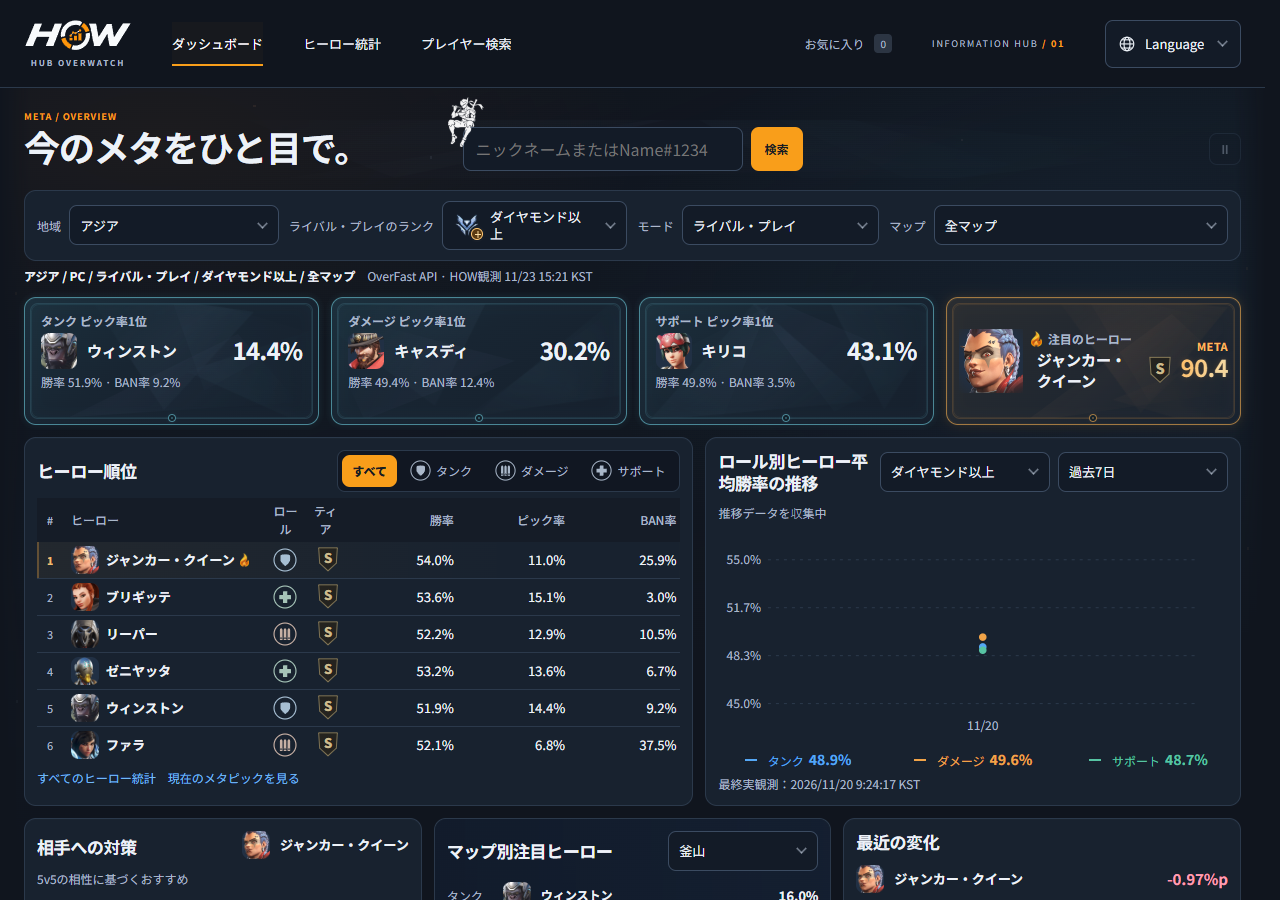 HOW
HUB OVERWATCH
ダッシュボード
ヒーロー統計
プレイヤー検索
お気に入り 0
INFORMATION HUB / 01
Language
META / OVERVIEW
今のメタをひと目で。
ニックネームまたはName#1234
検索
地域
アジア
ライバル・プレイのランク
ダイヤモンド以
上
モード
ライバル・プレイ
マップ
全マップ
アジア / PC / ライバル・プレイ / ダイヤモンド以上 / 全マップ OverFast API · HOW観測 11/23 15:21 KST
タンク ピック率1位
ウィンストン 14.4%
勝率 51.9% · BAN率 9.2%
ダメージ ピック率1位
キャスディ 30.2%
勝率 49.4% · BAN率 12.4%
サポート ピック率1位
キリコ 43.1%
勝率 49.8% · BAN率 3.5%
🔥 注目のヒーロー
ジャンカー・
クイーン
META
S 90.4
ヒーロー順位
すべて タンク ダメージ サポート
# ヒーロー ロー
ル ティ
ア 勝率 ピック率 BAN率
1 ジャンカー・クイーン 🔥 S 54.0% 11.0% 25.9%
2 ブリギッテ S 53.6% 15.1% 3.0%
3 リーパー S 52.2% 12.9% 10.5%
4 ゼニヤッタ S 53.2% 13.6% 6.7%
5 ウィンストン S 51.9% 14.4% 9.2%
6 ファラ S 52.1% 6.8% 37.5%
すべてのヒーロー統計 現在のメタピックを見る
ロール別ヒーロー平
均勝率の推移
ダイヤモンド以上
過去7日
推移データを収集中
55.0%
51.7%
48.3%
45.0%
11/20
タンク 48.9% ダメージ 49.6% サポート 48.7%
最終実観測：2026/11/20 9:24:17 KST
相手への対策
ジャンカー・クイーン
5v5の相性に基づくおすすめ
マップ別注目ヒーロー
釜山
タンク ウィンストン 16.0%
最近の変化
ジャンカー・クイーン -0.97%p